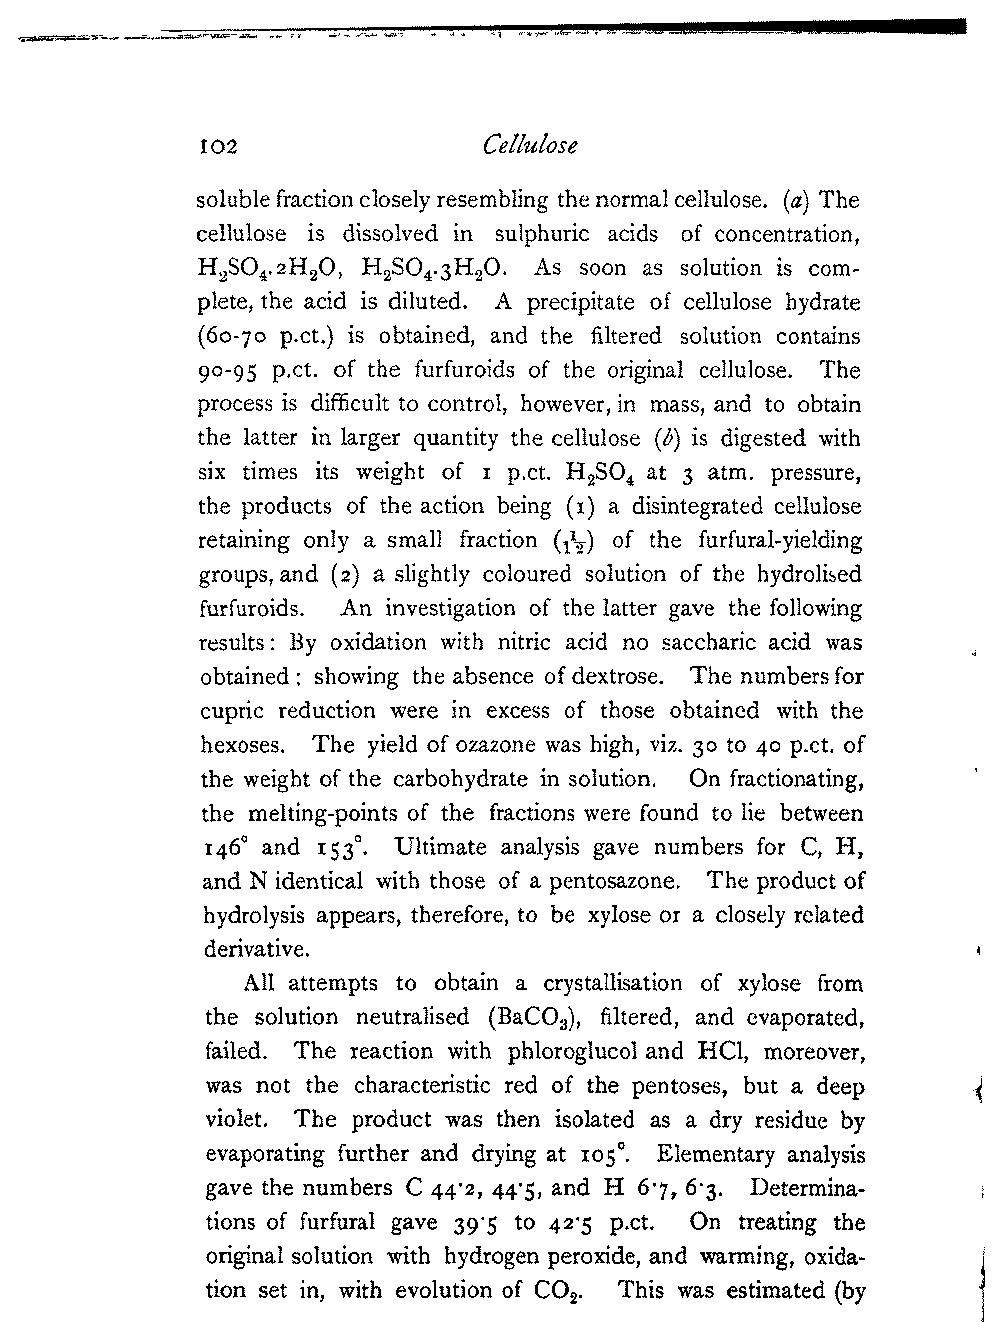 102 Cellulose
soluble fraction closely resembling the normal cellulose. (a) The
cellulose is dissolved in sulphuric acids of concentration,
H₂SO₄.2H₂O, H₂SO₄.3H₂O. As soon as solution is com-
plete, the acid is diluted. A precipitate of cellulose hydrate
(60-70 p.ct.) is obtained, and the filtered solution contains
90-95 p.ct. of the furfuroids of the original cellulose. The
process is difficult to control, however, in mass, and to obtain
the latter in larger quantity the cellulose (b) is digested with
six times its weight of 1 p.ct. H₂SO₄ at 3 atm. pressure,
the products of the action being (1) a disintegrated cellulose
retaining only a small fraction (1/12) of the furfural-yielding
groups, and (2) a slightly coloured solution of the hydrolised
furfuroids. An investigation of the latter gave the following
results: By oxidation with nitric acid no saccharic acid was
obtained; showing the absence of dextrose. The numbers for
cupric reduction were in excess of those obtained with the
hexoses. The yield of ozazone was high, viz. 30 to 40 p.ct. of
the weight of the carbohydrate in solution. On fractionating,
the melting-points of the fractions were found to lie between
146° and 153°. Ultimate analysis gave numbers for C, H,
and N identical with those of a pentosazone. The product of
hydrolysis appears, therefore, to be xylose or a closely related
derivative.
All attempts to obtain a crystallisation of xylose from
the solution neutralised (BaCO₃), filtered, and evaporated,
failed. The reaction with phloroglucol and HCl, moreover,
was not the characteristic red of the pentoses, but a deep
violet. The product was then isolated as a dry residue by
evaporating further and drying at 105°. Elementary analysis
gave the numbers C 44·2, 44·5, and H 6·7, 6·3. Determina-
tions of furfural gave 39·5 to 42·5 p.ct. On treating the
original solution with hydrogen peroxide, and warming, oxida-
tion set in, with evolution of CO₂. This was estimated (by